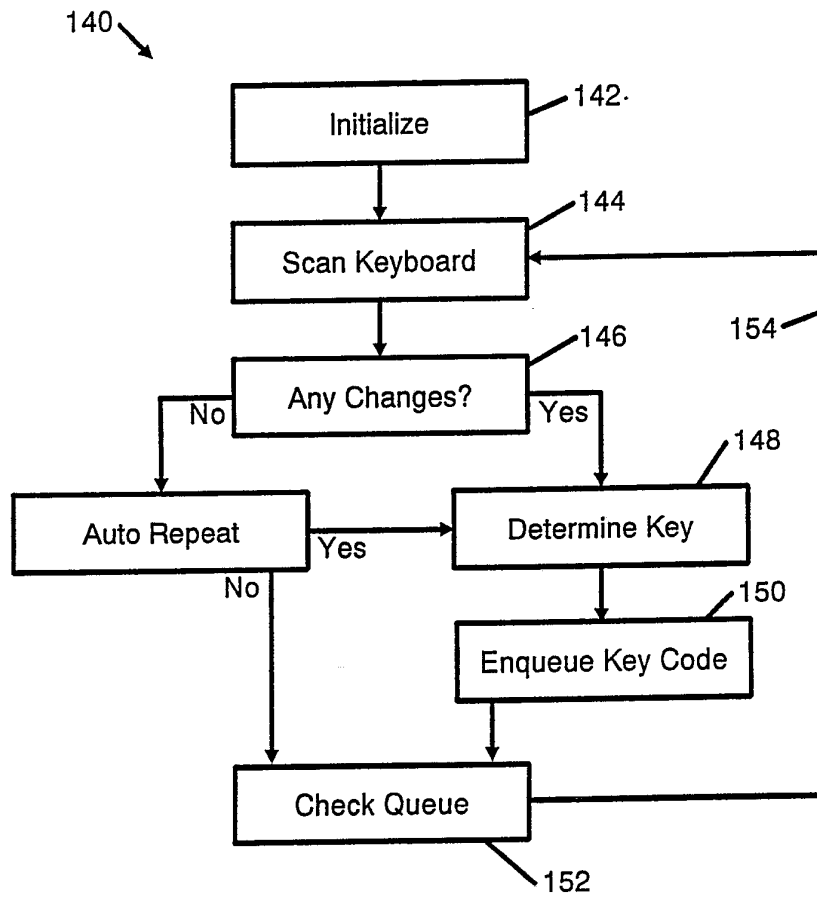 140
Initialize
142.
144
Scan Keyboard
154
146
Any Changes?
No
Yes
148
Auto Repeat
Yes
Determine Key
No
150
Enqueue Key Code
Check Queue
152